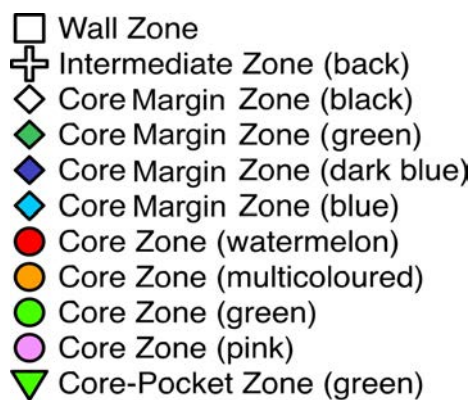 Wall Zone
Intermediate Zone (back)
Core Margin Zone (black)
Core Margin Zone (green)
Core Margin Zone (dark blue)
Core Margin Zone (blue)
Core Zone (watermelon)
Core Zone (multicoloured)
Core Zone (green)
Core Zone (pink)
Core-Pocket Zone (green)